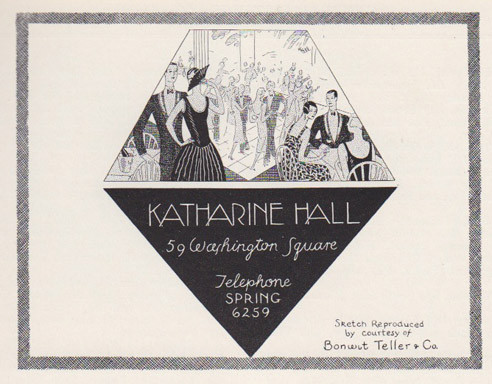 KATHARINE HALL
59 Washington Square
Telephone
SPRING
6259
Sketch Reproduced
by courtesy of
Bonwit Teller & Co